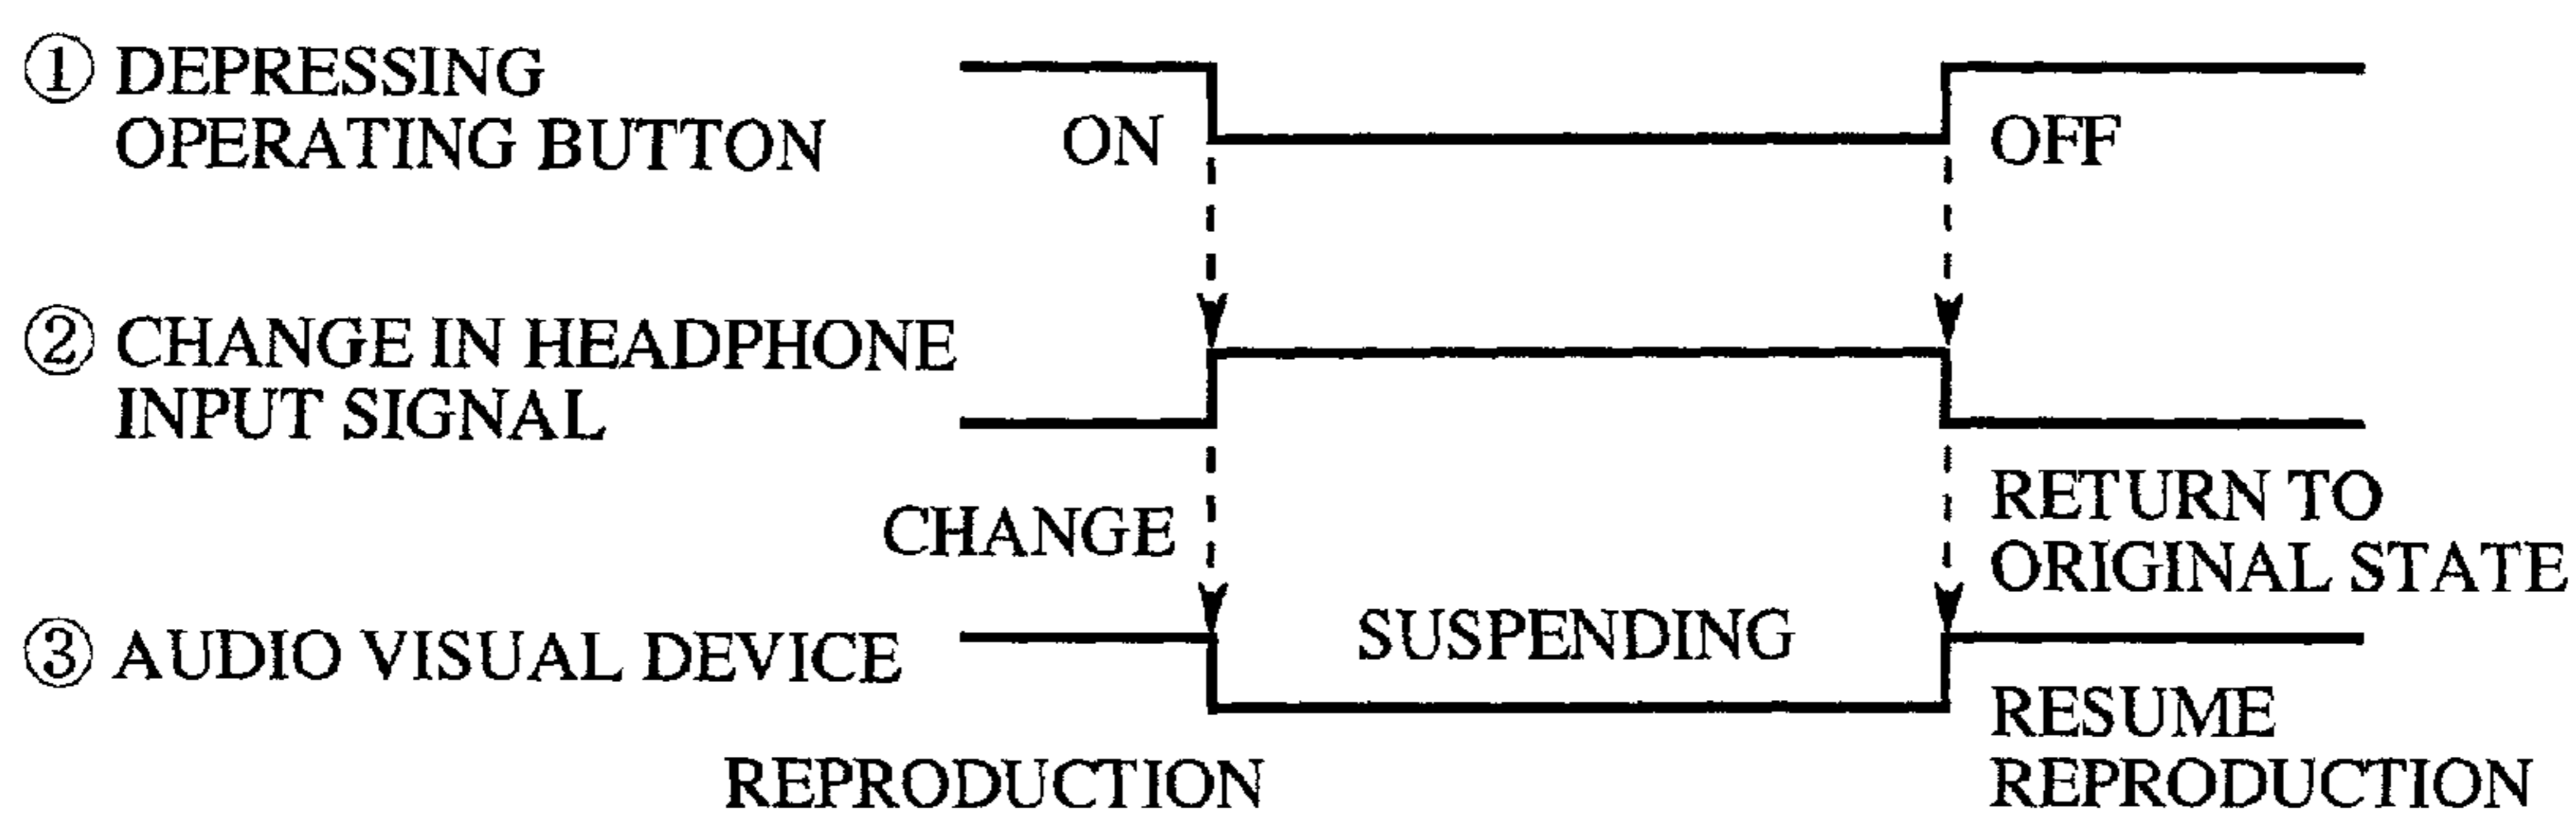 ① DEPRESSING
OPERATING BUTTON
ON
OFF
② CHANGE IN HEADPHONE
INPUT SIGNAL
CHANGE
RETURN TO
ORIGINAL STATE
③ AUDIO VISUAL DEVICE
SUSPENDING
REPRODUCTION
RESUME
REPRODUCTION